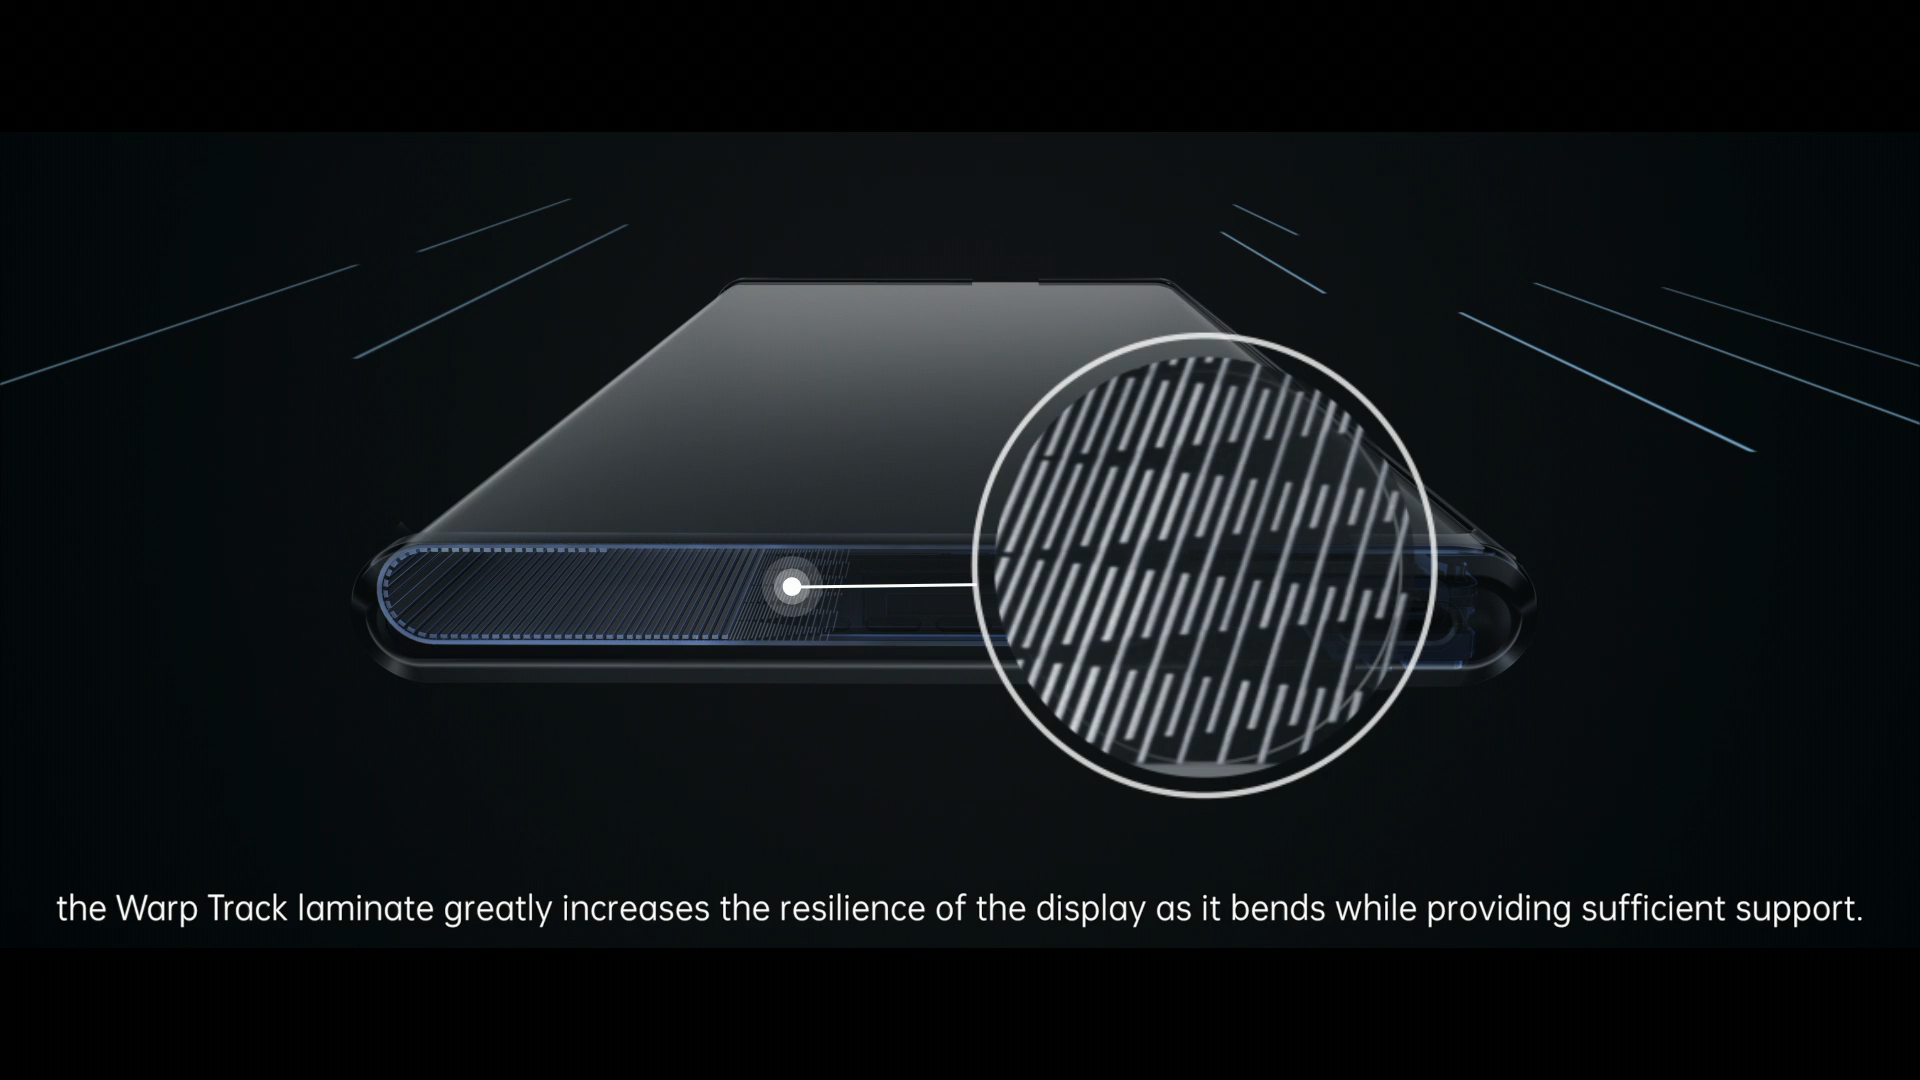 the Warp Track laminate greatly increases the resilience of the display as it bends while providing sufficient support.